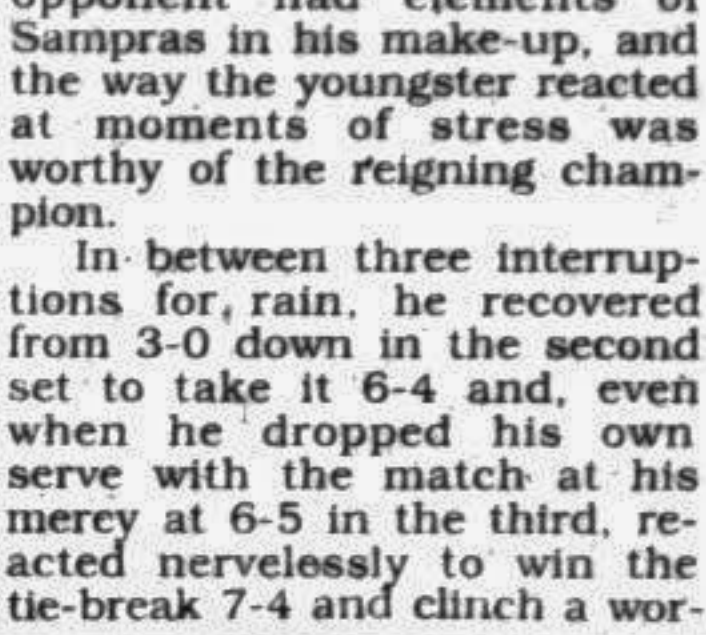 opponent had elements of
Sampras in his make-up, and
the way the youngster reacted
at moments of stress was
worthy of the reigning cham-
pion.
In between three interrup-
tions for rain, he recovered
from 3-0 down in the second
set to take it 6-4 and, even
when he dropped his own
serve with the match at his
mercy at 6-5 in the third, re-
acted nervelessly to win the
tie-break 7-4 and clinch a wor-